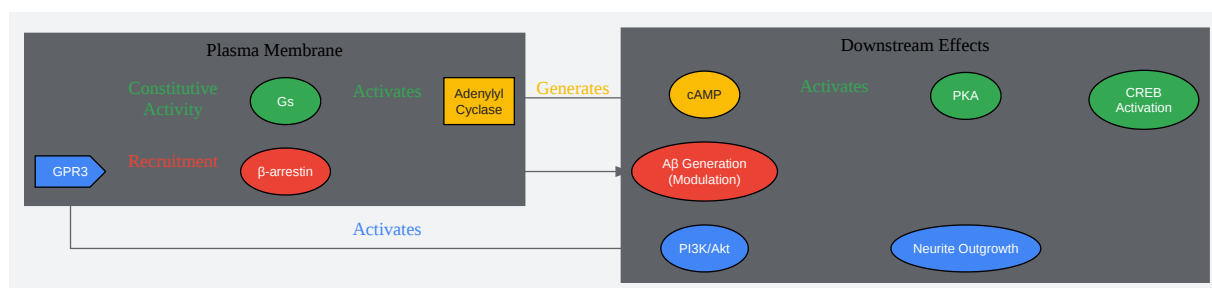 Plasma Membrane
Downstream Effects
Constitutive
Activity
Gs
Activates
Adenylyl
Cyclase
Generates
cAMP
Activates
PKA
CREB
Activation
GPR3
Recruitment
β-arrestin
Aβ Generation
(Modulation)
Activates
PI3K/Akt
Neurite Outgrowth